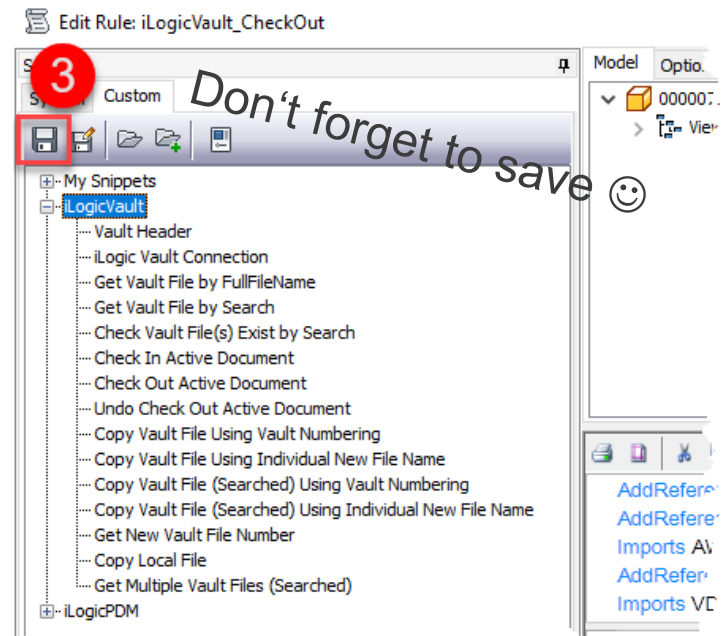 Edit Rule: iLogicVault_CheckOut
3
Custom
Model
Don't forget to save ☺
My Snippets
iLogicVault
Vault Header
iLogic Vault Connection
Get Vault File by FullFileName
Get Vault File by Search
Check Vault File(s) Exist by Search
Check In Active Document
Check Out Active Document
Undo Check Out Active Document
Copy Vault File Using Vault Numbering
Copy Vault File Using Individual New File Name
Copy Vault File (Searched) Using Vault Numbering
Copy Vault File (Searched) Using Individual New File Name
Get New Vault File Number
Copy Local File
Get Multiple Vault Files (Searched)
iLogicPDM
Imports
Imports